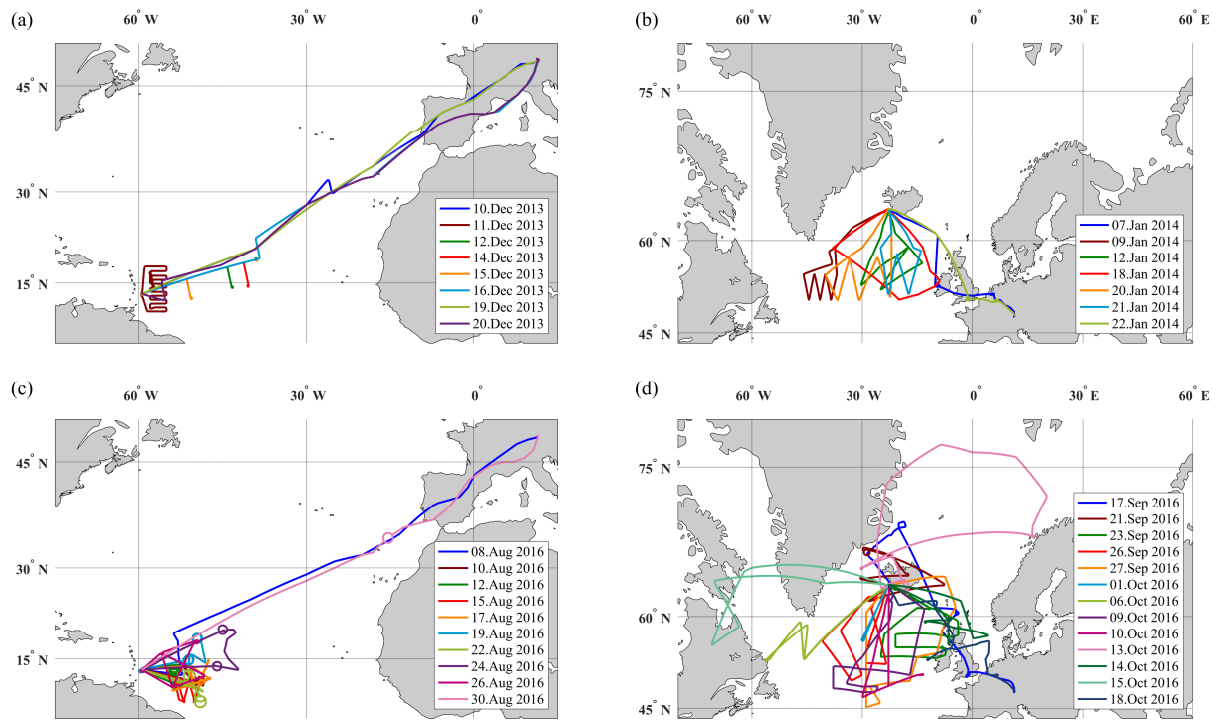 (a)
60° W
30° W
0°
45° N
30° N
15° N
10.Dec 2013
11.Dec 2013
12.Dec 2013
14.Dec 2013
15.Dec 2013
16.Dec 2013
19.Dec 2013
20.Dec 2013
(b)
60° W
30° W
0°
30° E
60° E
75° N
60° N
45° N
07.Jan 2014
09.Jan 2014
12.Jan 2014
18.Jan 2014
20.Jan 2014
21.Jan 2014
22.Jan 2014
(c)
60° W
30° W
0°
45° N
30° N
15° N
08.Aug 2016
10.Aug 2016
12.Aug 2016
15.Aug 2016
17.Aug 2016
19.Aug 2016
22.Aug 2016
24.Aug 2016
26.Aug 2016
30.Aug 2016
(d)
60° W
30° W
0°
30° E
60° E
75° N
60° N
45° N
17.Sep 2016
21.Sep 2016
23.Sep 2016
26.Sep 2016
27.Sep 2016
01.Oct 2016
06.Oct 2016
09.Oct 2016
10.Oct 2016
13.Oct 2016
14.Oct 2016
15.Oct 2016
18.Oct 2016